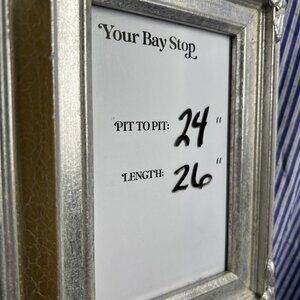 Your Bay Stop
PIT TO PIT: 24 "
LENGTH: 26 "